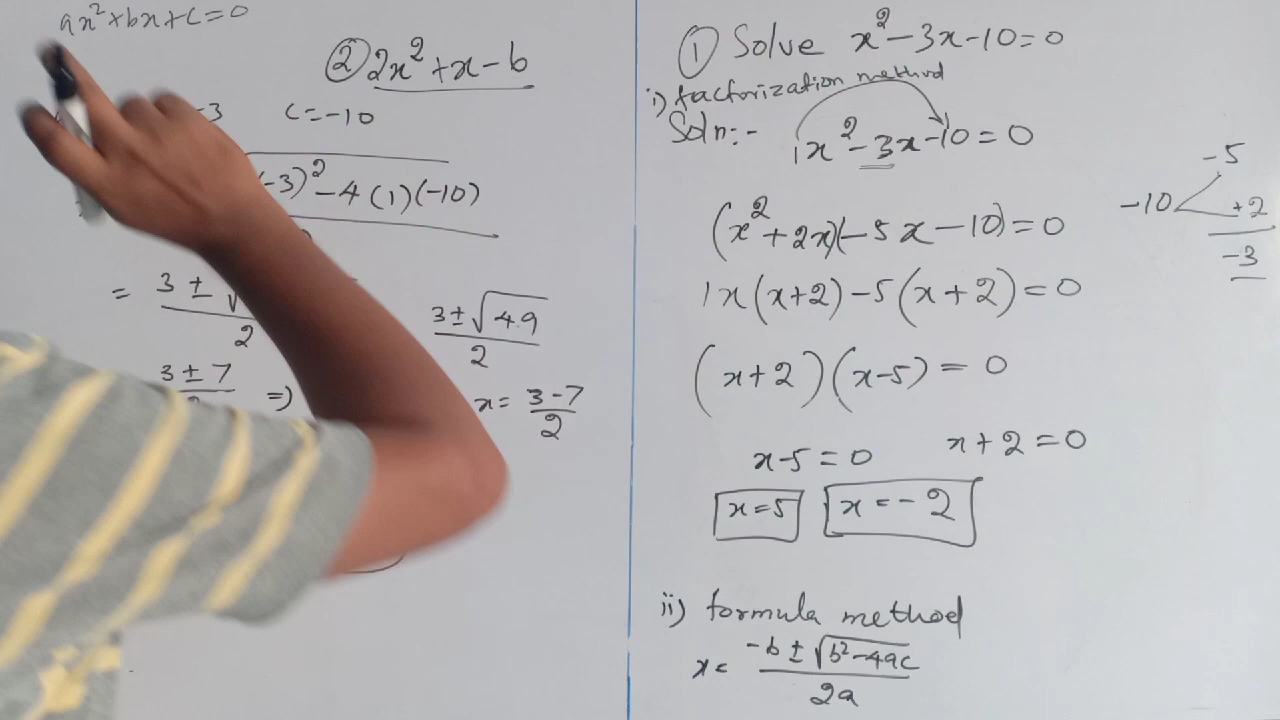 ax² + bx + c = 0
② 2x² + x - b
-3 c = -10
-3)² - 4 (1) (-10)
= 3 ± √
2
3 ± √49
2
3 ± 7 =)
x = 3 - 7
2
① Solve x² - 3x - 10 = 0
i) factorization method
Soln:- 1x² - 3x - 10 = 0
-5
-10 +2
-3
(x² + 2x)(-5x - 10) = 0
1x(x+2) - 5(x+2) = 0
(x+2)(x-5) = 0
x-5 = 0 x+2 = 0
x=5 x = -2
ii) formula method
x = -b ± √b² - 4ac
2a